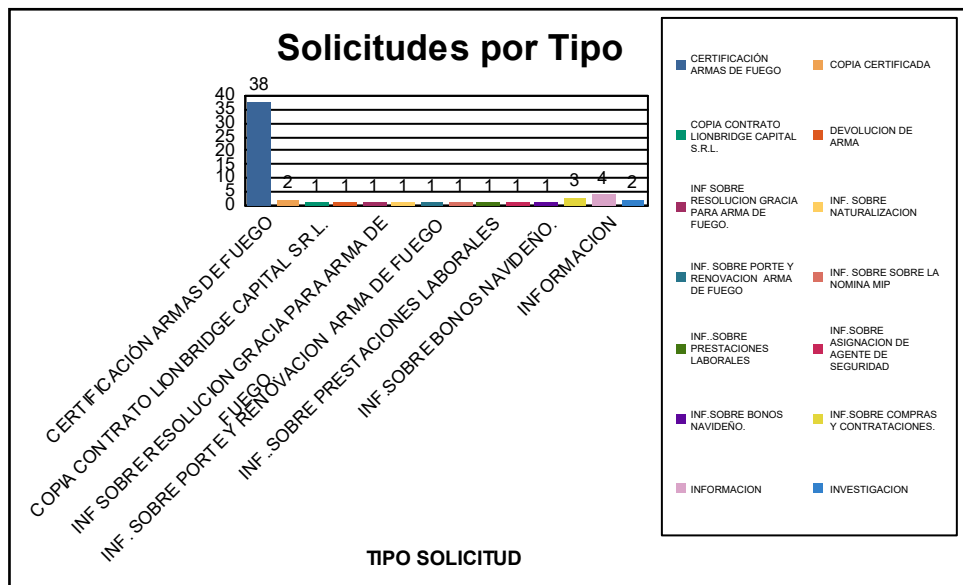 Solicitudes por Tipo
38
40
35
30
25
20
15
10
5
0
2
1
1
1
1
1
1
1
1
1
3
4
2
CERTIFICACIÓN ARMAS DE FUEGO
COPIA CONTRATO LIONBRIDGE CAPITAL S.R.L.
INF SOBRE RESOLUCION GRACIA PARA ARMA DE
FUEGO.
INF. SOBRE PORTE Y RENOVACION  ARMA DE FUEGO
INF..SOBRE PRESTACIONES LABORALES
INF.SOBRE BONOS NAVIDEÑO.
INFORMACION
TIPO SOLICITUD
CERTIFICACIÓN
ARMAS DE FUEGO
COPIA CERTIFICADA
COPIA CONTRATO
LIONBRIDGE CAPITAL
S.R.L.
DEVOLUCION DE
ARMA
INF SOBRE
RESOLUCION GRACIA
PARA ARMA DE
FUEGO.
INF. SOBRE
NATURALIZACION
INF. SOBRE PORTE Y
RENOVACION  ARMA
DE FUEGO
INF. SOBRE SOBRE LA
NOMINA MIP
INF..SOBRE
PRESTACIONES
LABORALES
INF.SOBRE
ASIGNACION DE
AGENTE DE
SEGURIDAD
INF.SOBRE BONOS
NAVIDEÑO.
INF.SOBRE COMPRAS
Y CONTRATACIONES.
INFORMACION
INVESTIGACION